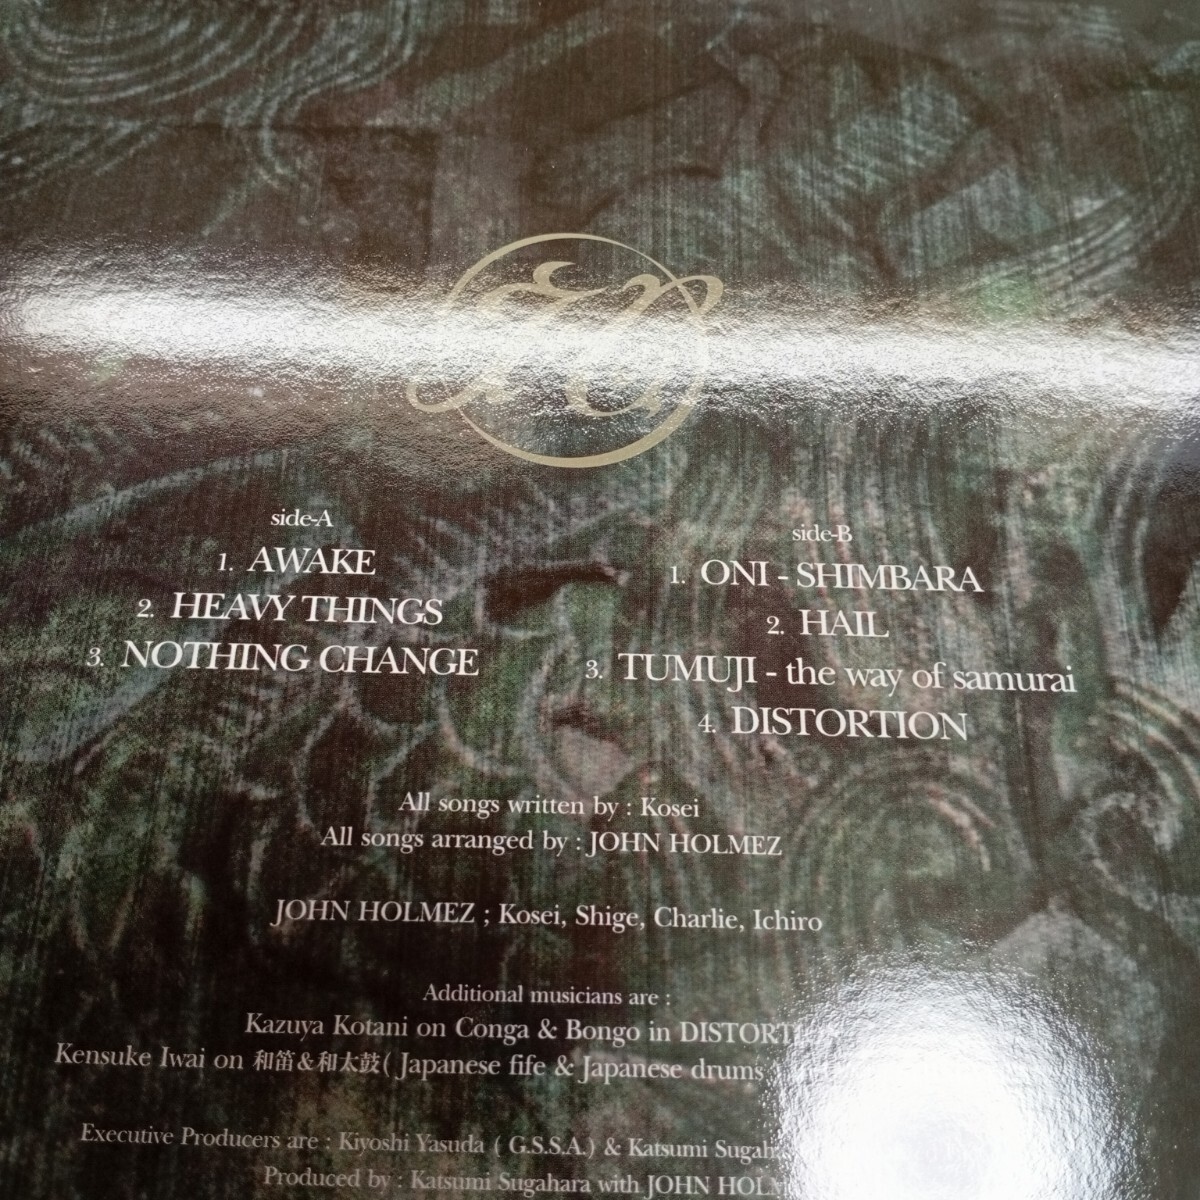 side-A
1. AWAKE
2. HEAVY THINGS
3. NOTHING CHANGE
side-B
1. ONI - SHIMBARA
2. HAIL
3. TUMUJI - the way of samurai
4. DISTORTION
All songs written by : Kosei
All songs arranged by : JOHN HOLMEZ
JOHN HOLMEZ ; Kosei, Shige, Charlie, Ichiro
Additional musicians are :
Kazuya Kotani on Conga & Bongo in DISTORTION
Kensuke Iwai on 和笛&和太鼓( Japanese fife & Japanese drums
Executive Producers are : Kiyoshi Yasuda ( G.S.S.A.) & Katsumi
Produced by : Katsumi Sugahara with JOHN